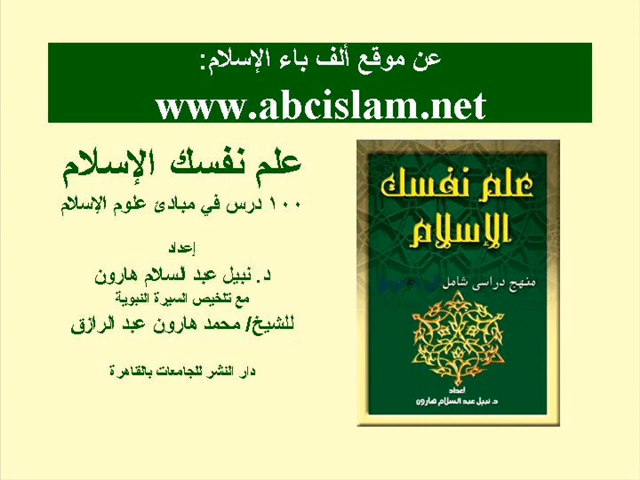 عن موقع ألف باء الإسلام:
www.abcislam.net
علم نفسك الإسلام
١٠٠ درس في مبادئ علوم الإسلام
إعداد
د. نبيل عبد السلام هارون
مع تلخيص السيرة النبوية
للشيخ/ محمد هارون عبد الرازق
دار النشر للجامعات بالقاهرة
علم نفسك
الإسلام
منهج دراسى شامل
إعداد
د. نبيل عبد السلام هارون